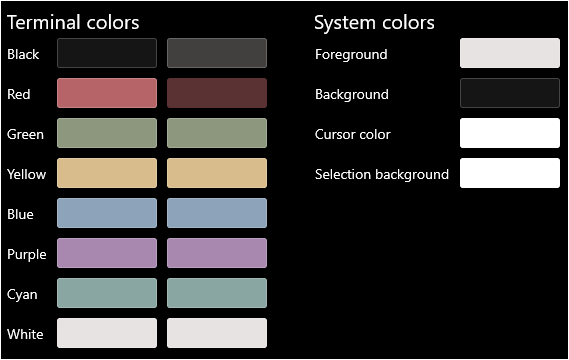 Terminal colors
Black
Red
Green
Yellow
Blue
Purple
Cyan
White
System colors
Foreground
Background
Cursor color
Selection background